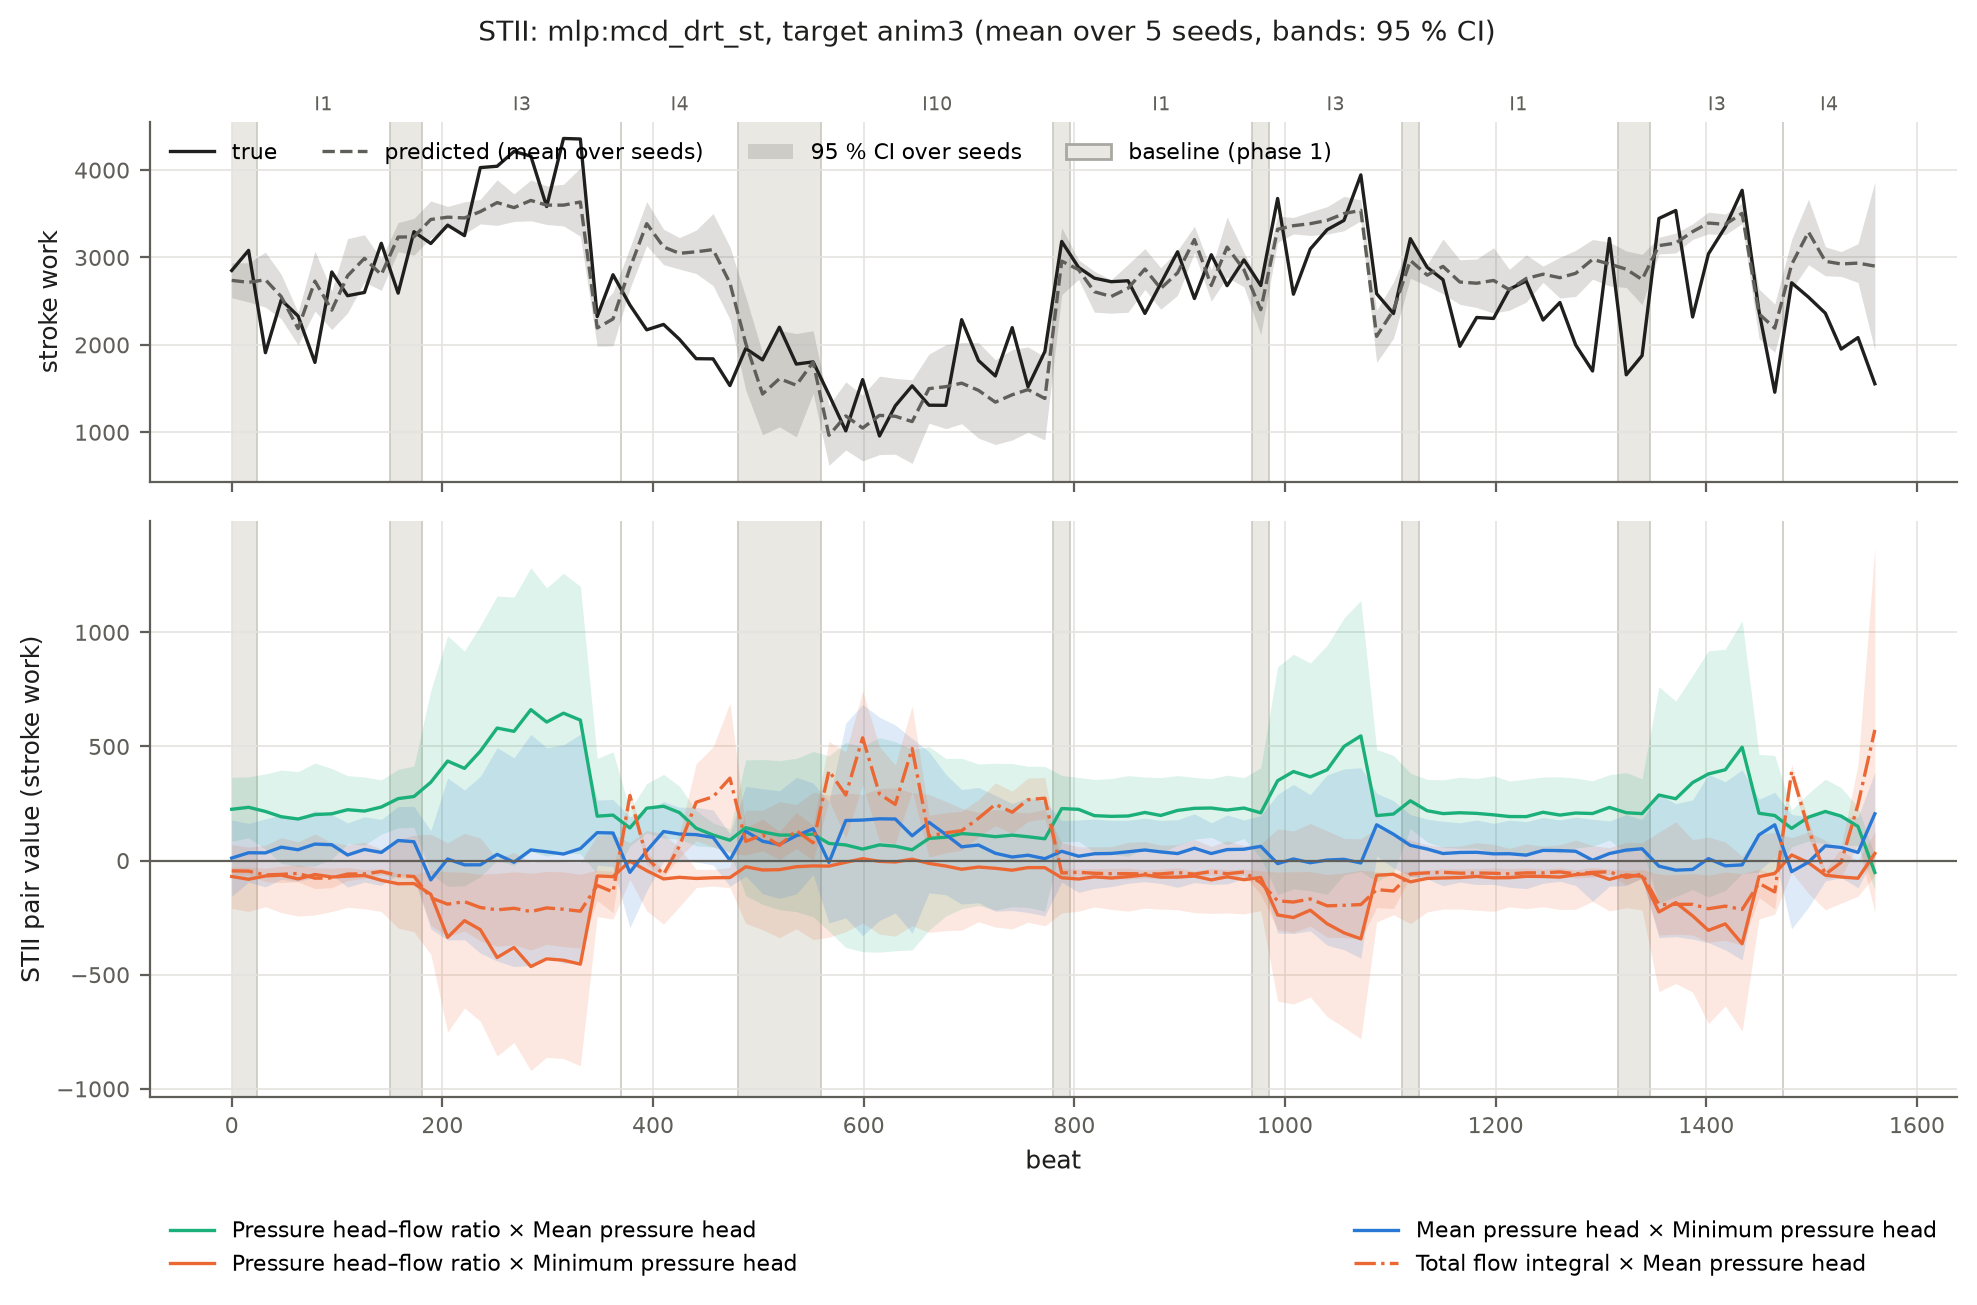 STII: mlp:mcd_drt_st, target anim3 (mean over 5 seeds, bands: 95 % CI)
I1 I3 I4 I10 I1 I3 I1 I3 I4
true predicted (mean over seeds) 95 % CI over seeds baseline (phase 1)
stroke work
4000
3000
2000
1000
STII pair value (stroke work)
1000
500
0
−500
−1000
0 200 400 600 800 1000 1200 1400 1600
beat
Pressure head–flow ratio × Mean pressure head
Pressure head–flow ratio × Minimum pressure head
Mean pressure head × Minimum pressure head
Total flow integral × Mean pressure head